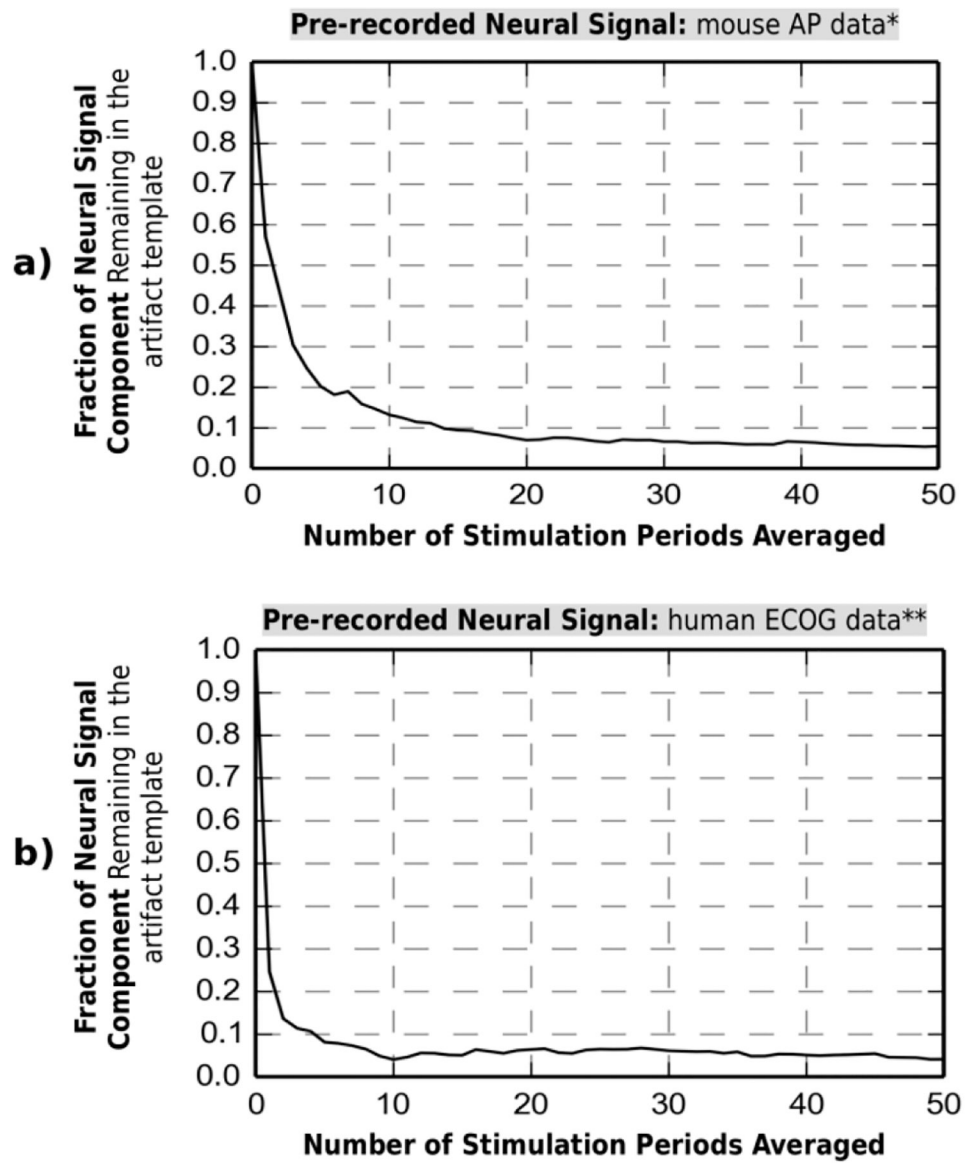 Pre-recorded Neural Signal: mouse AP data*
a)
Fraction of Neural Signal
Component Remaining in the
artifact template
1.0
0.9
0.8
0.7
0.6
0.5
0.4
0.3
0.2
0.1
0.0
0 10 20 30 40 50
Number of Stimulation Periods Averaged
Pre-recorded Neural Signal: human ECOG data**
b)
Fraction of Neural Signal
Component Remaining in the
artifact template
1.0
0.9
0.8
0.7
0.6
0.5
0.4
0.3
0.2
0.1
0.0
0 10 20 30 40 50
Number of Stimulation Periods Averaged